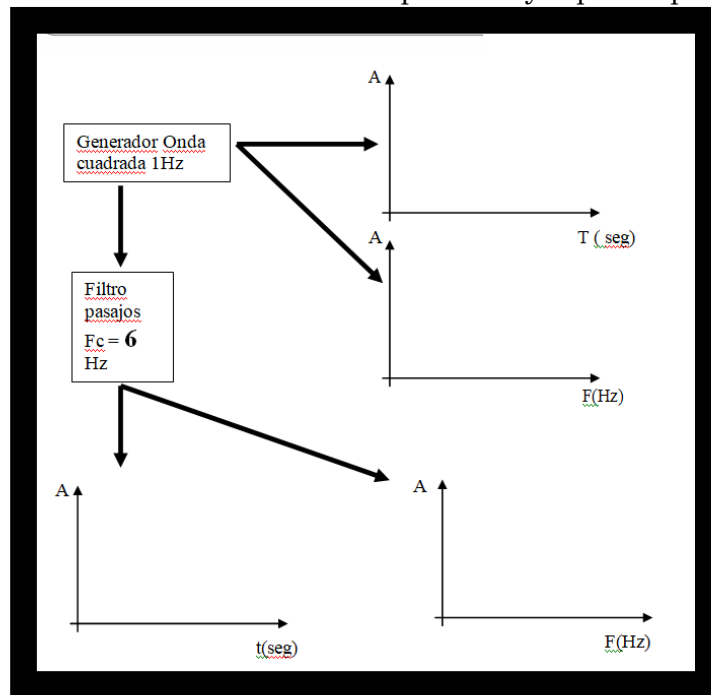 A
Generador Onda
cuadrada 1Hz
T ( seg)
A
Filtro
pasajos
Fc = 6
Hz
F(Hz)
A
A
t(seg)
F(Hz)